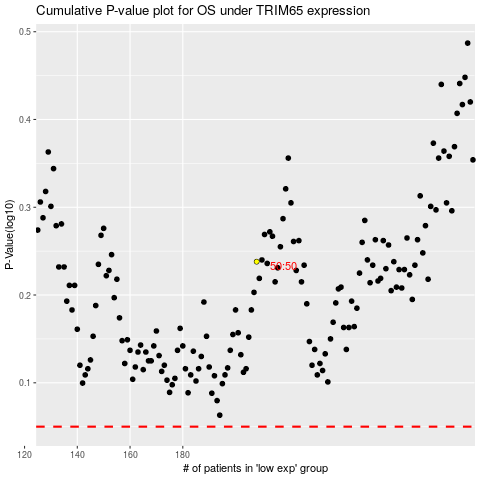 Cumulative P-value plot for OS under TRIM65 expression
P-Value(log10)
0.5
0.4
0.3
0.2
0.1
50:50
120 140 160 180
# of patients in 'low exp' group